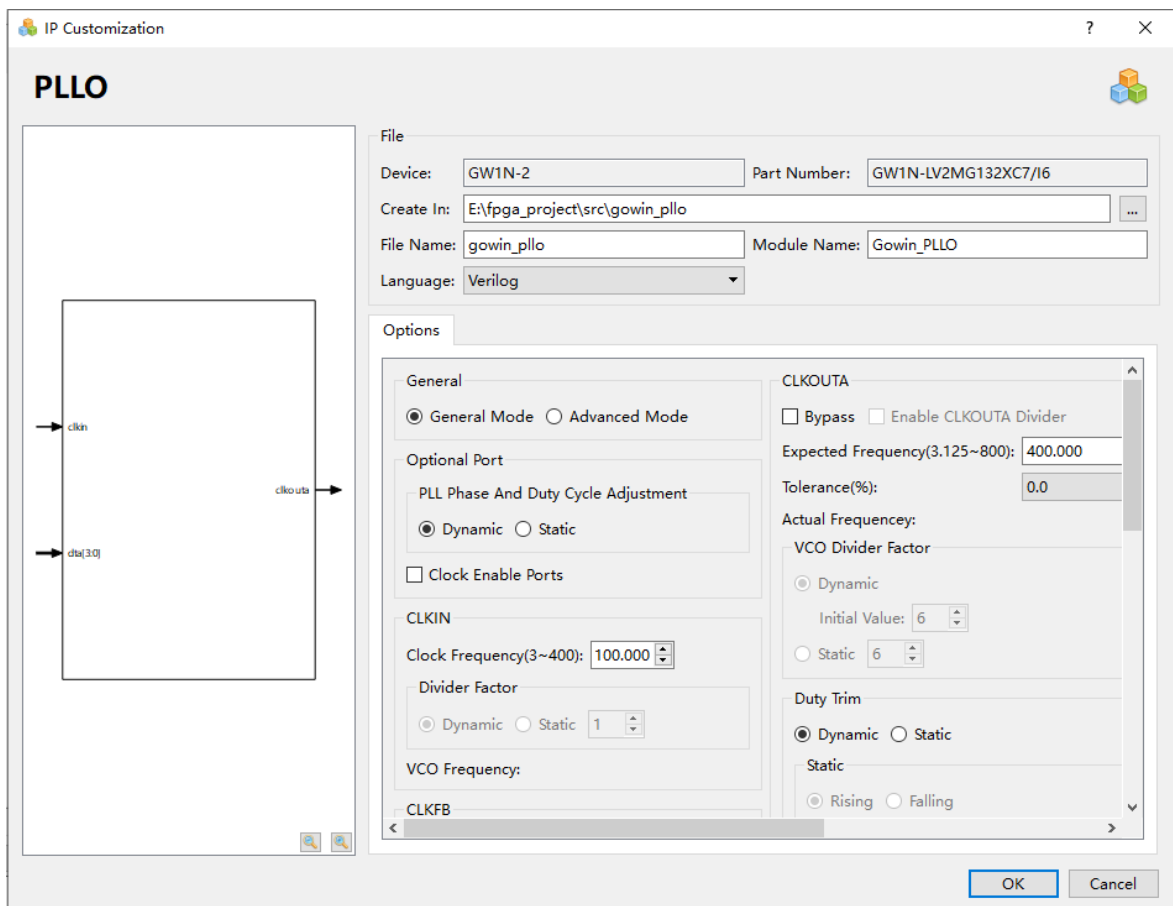 IP Customization
?
PLLO
File
Device: GW1N-2 Part Number: GW1N-LV2MG132XC7/I6
Create In: E:\fpga_project\src\gowin_pllo ...
File Name: gowin_pllo Module Name: Gowin_PLLO
Language: Verilog
clkin
clkouta
dta[3:0]
Options
General
General Mode Advanced Mode
Optional Port
PLL Phase And Duty Cycle Adjustment
Dynamic Static
Clock Enable Ports
CLKIN
Clock Frequency(3~400): 100.000
Divider Factor
Dynamic Static 1
VCO Frequency:
CLKFB
CLKOUTA
Bypass Enable CLKOUTA Divider
Expected Frequency(3.125~800): 400.000
Tolerance(%): 0.0
Actual Frequencey:
VCO Divider Factor
Dynamic
Initial Value: 6
Static 6
Duty Trim
Dynamic Static
Static
Rising Falling
OK Cancel